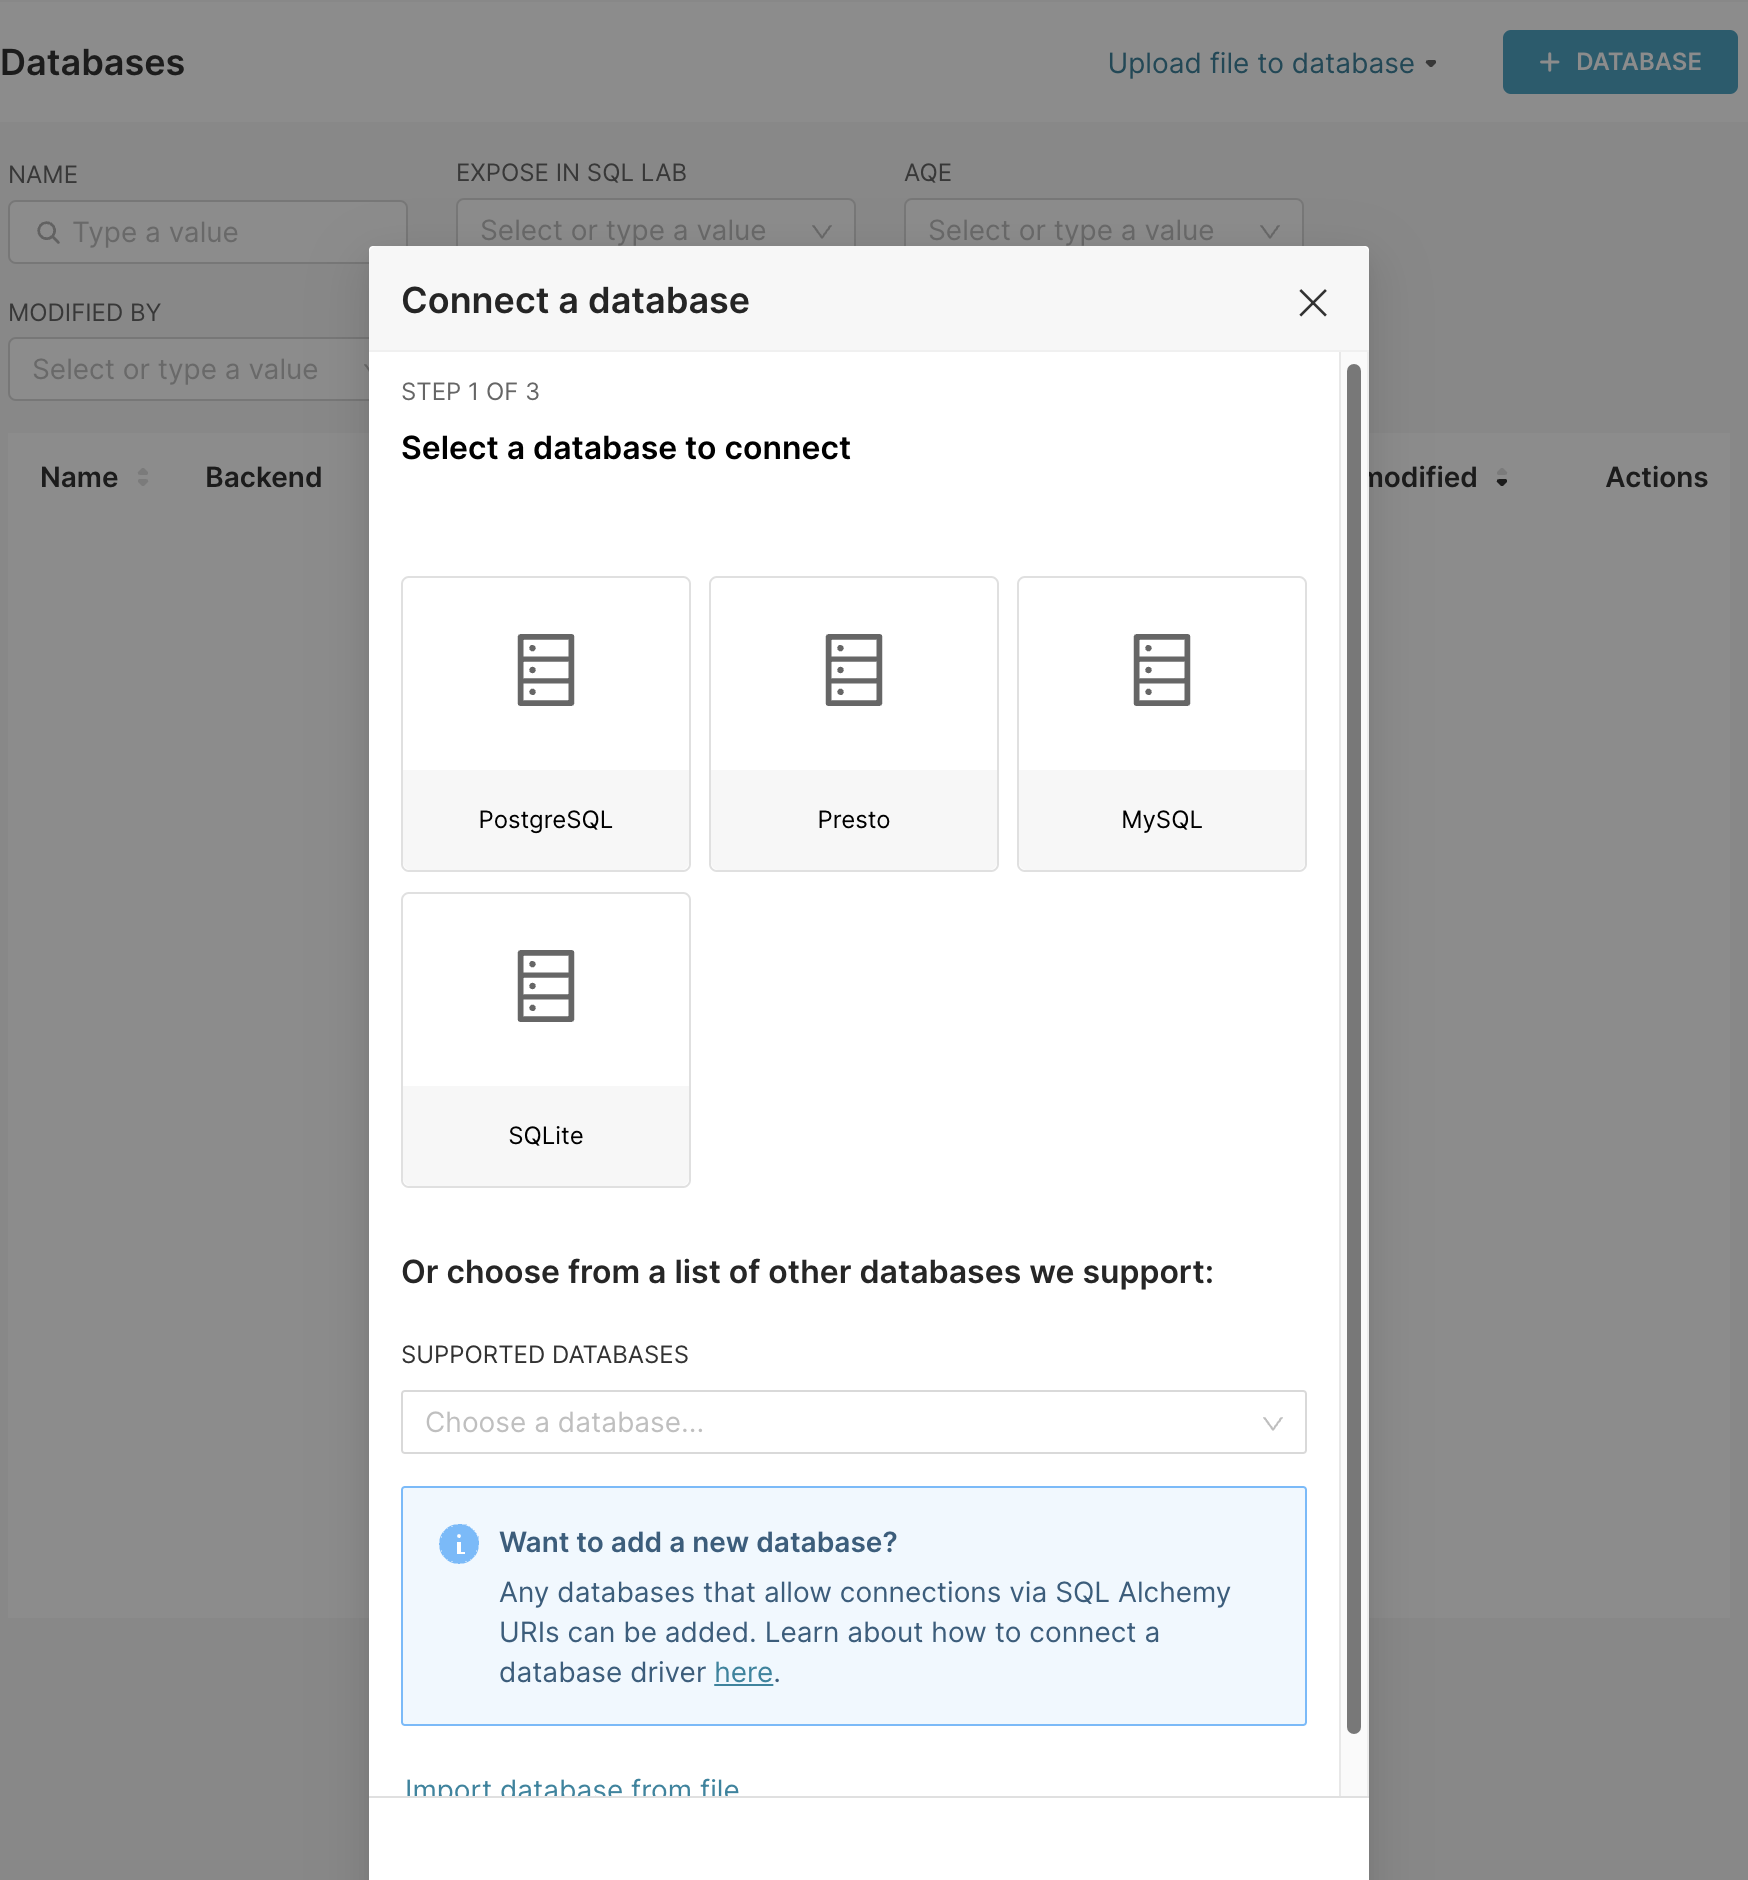 Databases
Upload file to database
+ DATABASE
NAME
EXPOSE IN SQL LAB
AQE
Type a value
Select or type a value
Select or type a value
MODIFIED BY
Select or type a value
Name
Backend
modified
Actions
Connect a database
STEP 1 OF 3
Select a database to connect
PostgreSQL
Presto
MySQL
SQLite
Or choose from a list of other databases we support:
SUPPORTED DATABASES
Choose a database...
Want to add a new database?
Any databases that allow connections via SQL Alchemy
URIs can be added. Learn about how to connect a
database driver here.
Import database from file